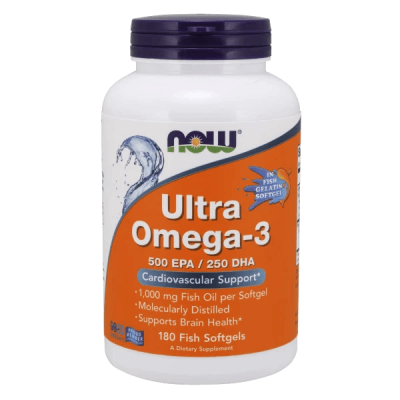 NOW
IN FISH
GELATIN
SOFTGEL
Ultra
Omega-3
500 EPA / 250 DHA
Cardiovascular Support*
• 1,000 mg Fish Oil per Softgel
• Molecularly Distilled
• Supports Brain Health*
180 Fish Softgels
A Dietary Supplement